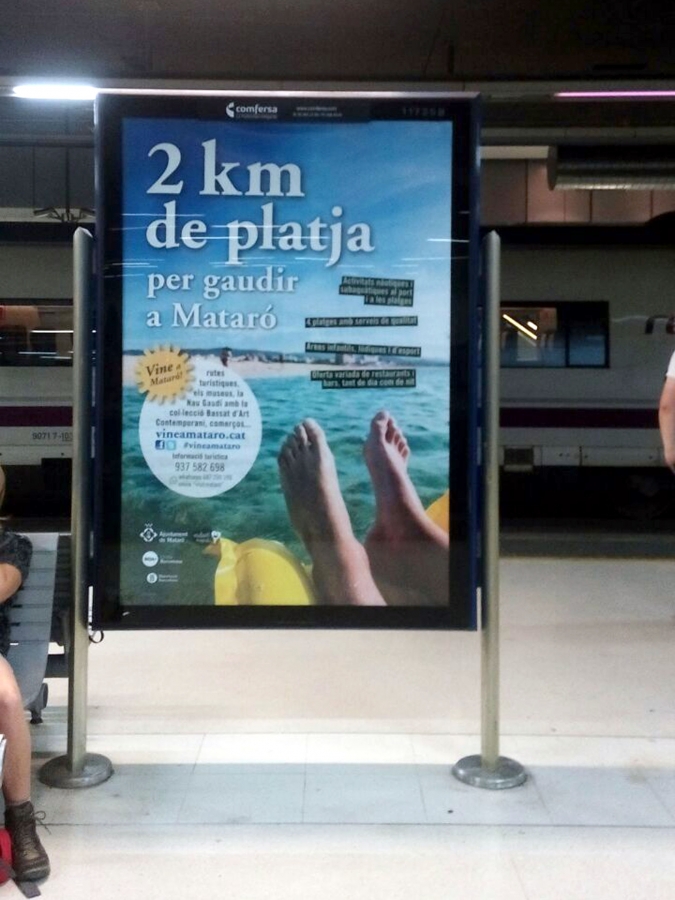 comfersa
2 km
de platja
per gaudir
a Mataró
Activitats nàutiques i
subaquàtiques al port
i a les platges
4 platges amb serveis de qualitat
Àrees infantils, lúdiques i d'esport
Oferta variada de restaurants i
bars, tant de dia com de nit
Vine a
Mataró!
rutes
turístiques,
els museus, la
Nau Gaudí amb la
col·lecció Bassat d'Art
Contemporani, comerços...
vineamataro.cat
#vineamataro
Informació turística
937 582 698
Ajuntament
de Mataró
9071 7-10